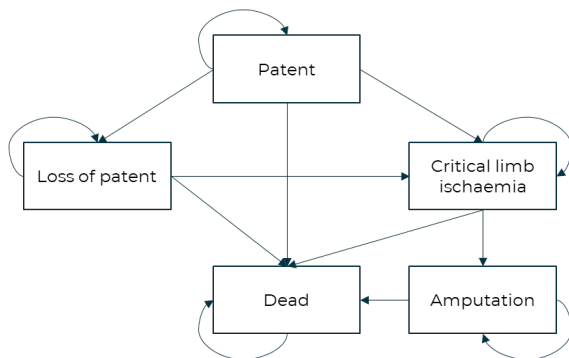 Patent
Loss of patent
Critical limb
ischaemia
Dead
Amputation